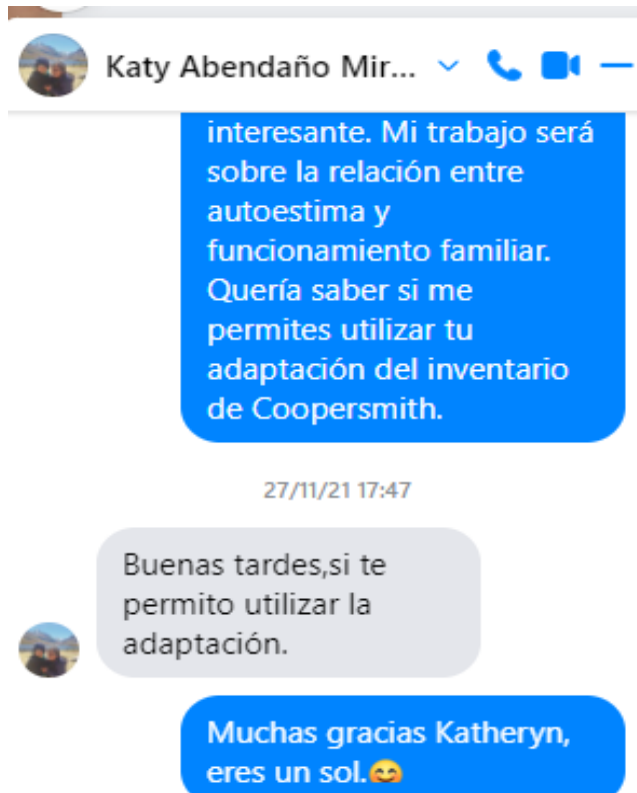 Katy Abendaño Mir...
interesante. Mi trabajo será
sobre la relación entre
autoestima y
funcionamiento familiar.
Quería saber si me
permites utilizar tu
adaptación del inventario
de Coopersmith.
27/11/21 17:47
Buenas tardes,si te
permito utilizar la
adaptación.
Muchas gracias Katheryn,
eres un sol.😊